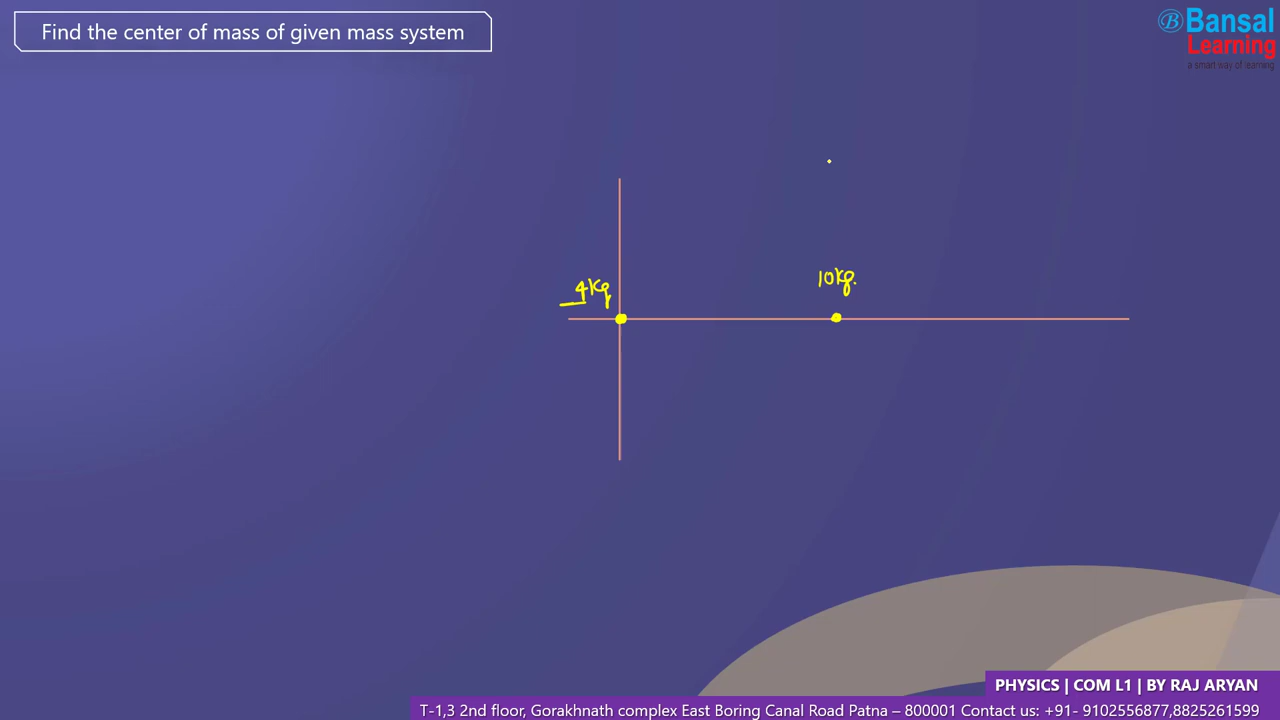 Find the center of mass of given mass system
Bansal
Learning
a smart way of learning
4kg
10kg.
PHYSICS | COM L1 | BY RAJ ARYAN
T-1,3 2nd floor, Gorakhnath complex East Boring Canal Road Patna – 800001 Contact us: +91- 9102556877,8825261599